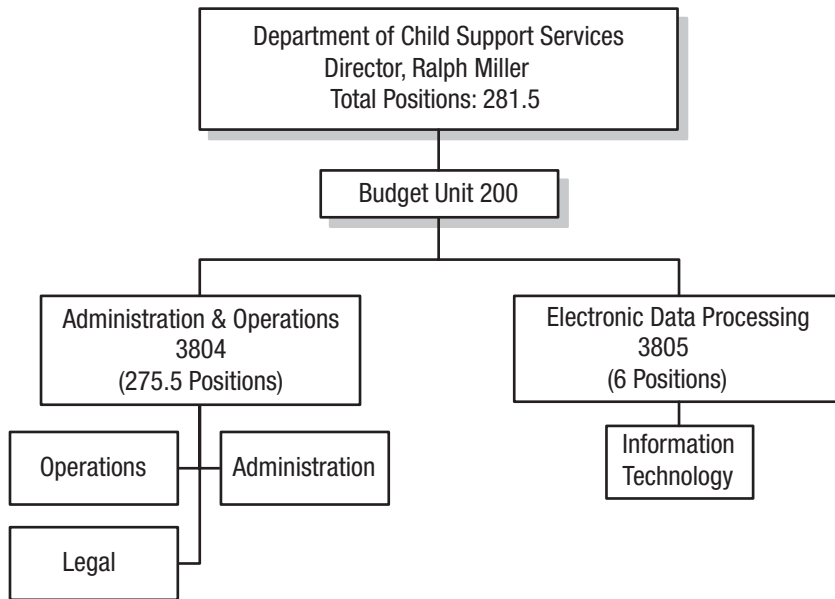 Department of Child Support Services
Director, Ralph Miller
Total Positions: 281.5
Budget Unit 200
Administration & Operations
3804
(275.5 Positions)
Electronic Data Processing
3805
(6 Positions)
Operations
Administration
Information
Technology
Legal